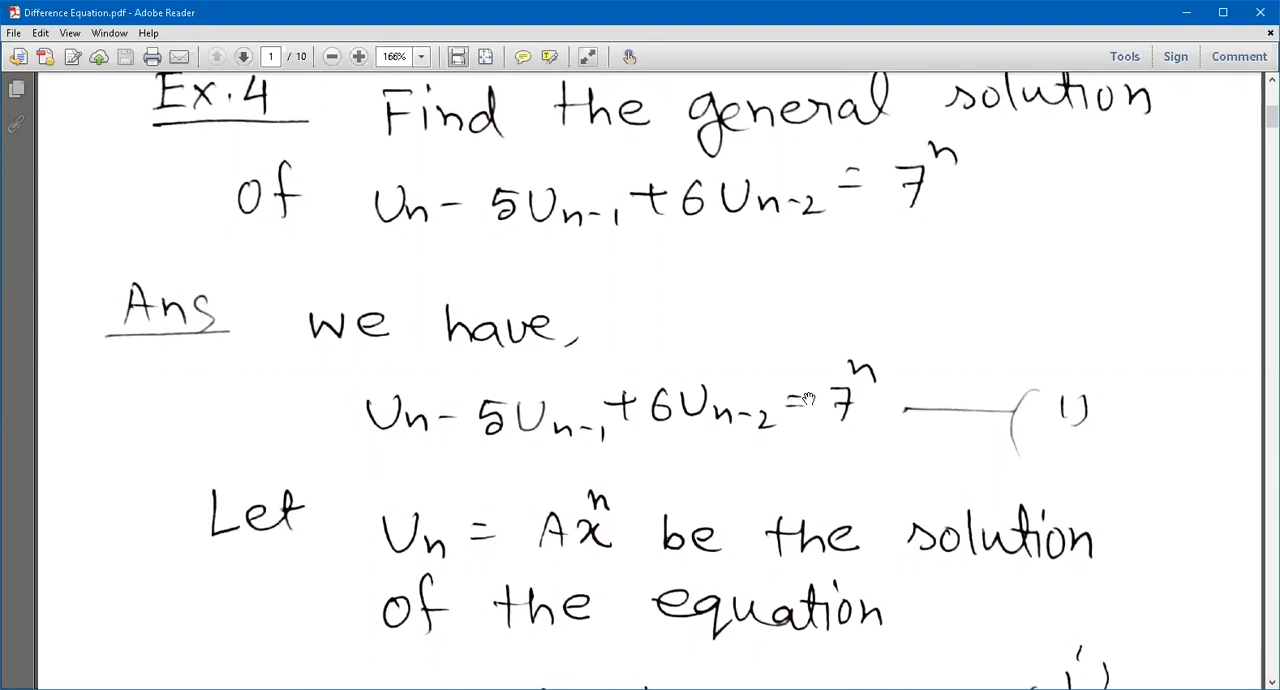 Difference Equation.pdf - Adobe Reader
File Edit View Window Help
1 / 10 166% Tools Sign Comment
Ex.4 Find the general solution
of Un - 5Un-1 + 6Un-2 = 7^n
Ans we have,
Un - 5Un-1 + 6Un-2 = 7^n —— (1)
Let Un = Ax^n be the solution
of the equation